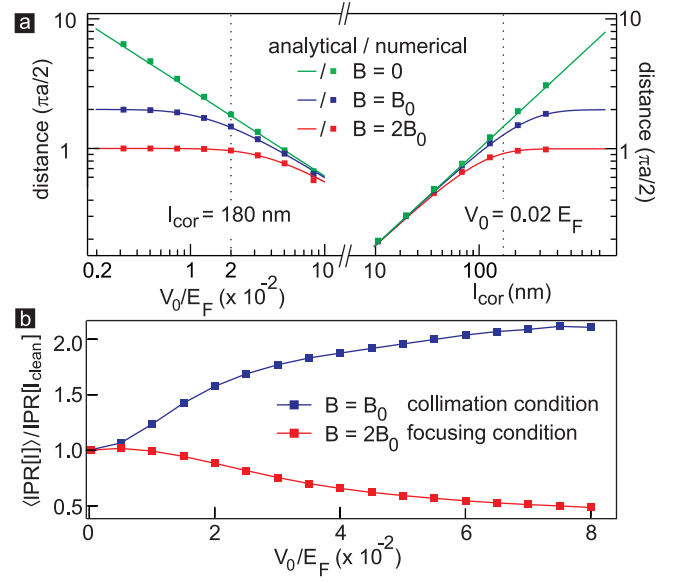 a
10
10
analytical / numerical
/ B = 0
/ B = B0
/ B = 2B0
distance (πa/2)
distance (πa/2)
1
1
lcor = 180 nm
V0 = 0.02 EF
0.2 1 2 10 10 100
V0/EF (x 10-2)
lcor (nm)
b
⟨IPR[I]⟩/IPR[Iclean]
2.0
1.5
1.0
0.5
B = B0 collimation condition
B = 2B0 focusing condition
0 2 4 6 8
V0/EF (x 10-2)